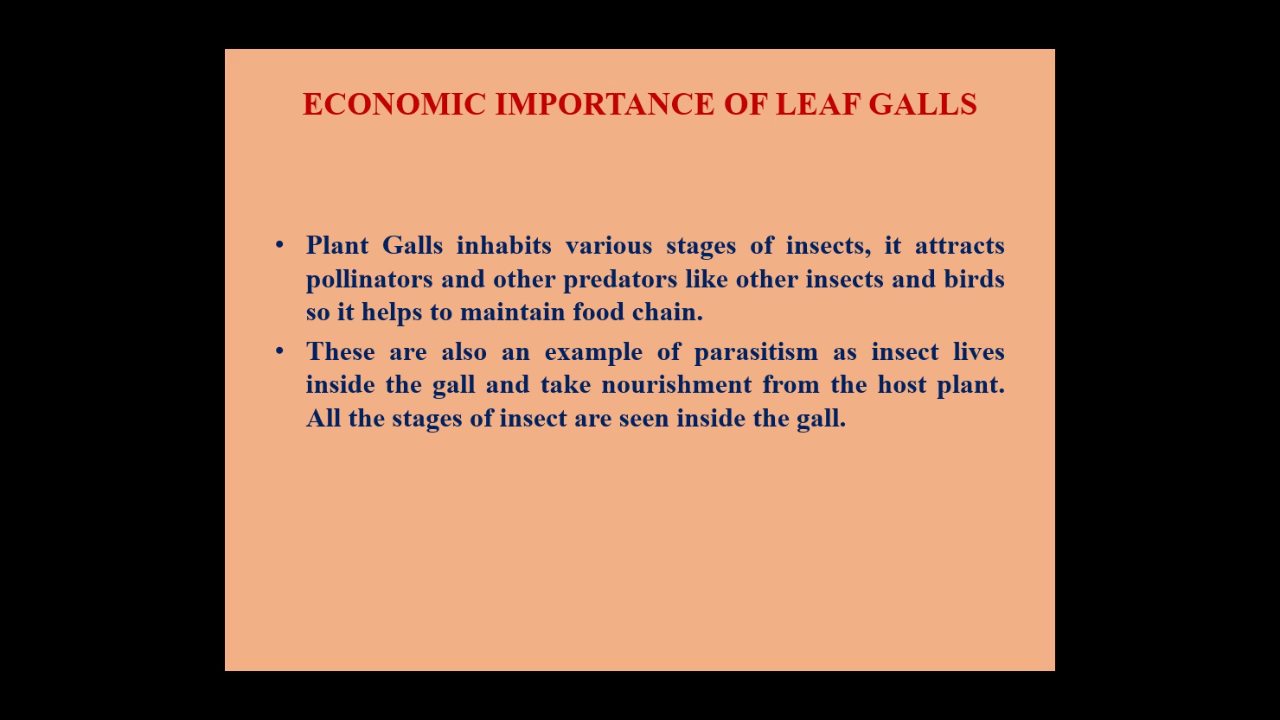 ECONOMIC IMPORTANCE OF LEAF GALLS
• Plant Galls inhabits various stages of insects, it attracts
pollinators and other predators like other insects and birds
so it helps to maintain food chain.
• These are also an example of parasitism as insect lives
inside the gall and take nourishment from the host plant.
All the stages of insect are seen inside the gall.